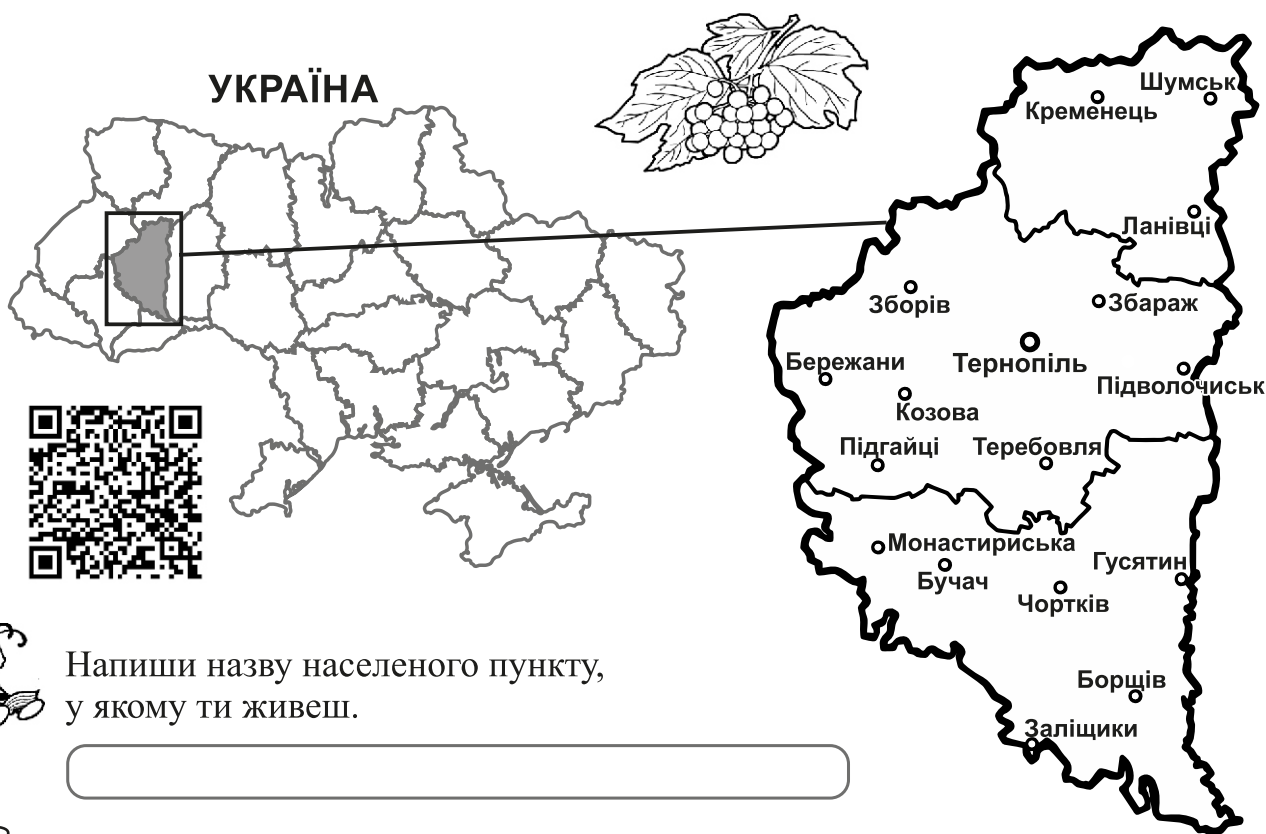 УКРАЇНА
Шумськ
Кременець
Ланівці
Зборів
Збараж
Бережани
Тернопіль
Підволочиськ
Козова
Підгайці
Теребовля
Монастириська
Гусятин
Бучач
Чортків
Борщів
Заліщики
Напиши назву населеного пункту,
у якому ти живеш.